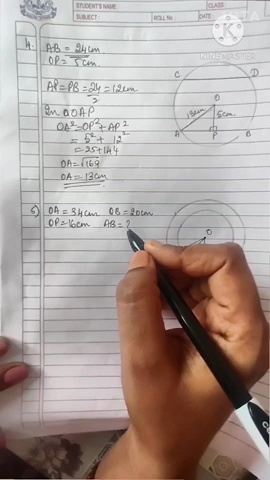 STUDENT'S NAME :
SUBJECT :
ROLL No :
DATE :
KINEMASTER
4. AB = 24cm
OP = 5cm.
AP = PB = 24/2 = 12cm
In △OAP
OA² = OP² + AP²
= 5² + 12²
= 25+144
OA = √169
OA = 13cm
C
D
O
13cm
5cm.
A
P
B
5) OA = 34cm OB = 20cm
OP = 16cm AB = ?
O